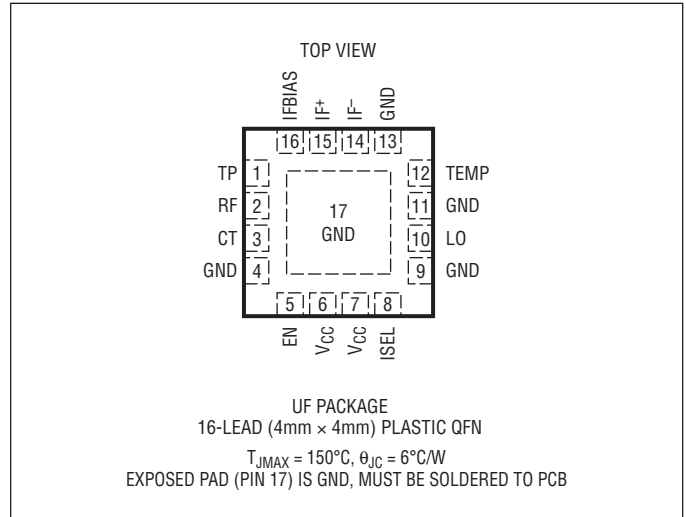 TOP VIEW
IFBIAS IF+ IF– GND
16 15 14 13
TP 1 12 TEMP
RF 2 11 GND
17
GND
CT 3 10 LO
GND 4 9 GND
5 6 7 8
EN VCC VCC ISEL
UF PACKAGE
16-LEAD (4mm × 4mm) PLASTIC QFN
TJMAX = 150°C, θJC = 6°C/W
EXPOSED PAD (PIN 17) IS GND, MUST BE SOLDERED TO PCB